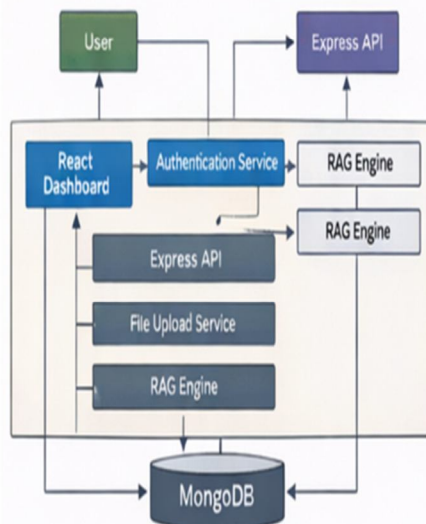 User
Express API
React
Dashboard
Authentication Service
RAG Engine
RAG Engine
Express API
File Upload Service
RAG Engine
MongoDB